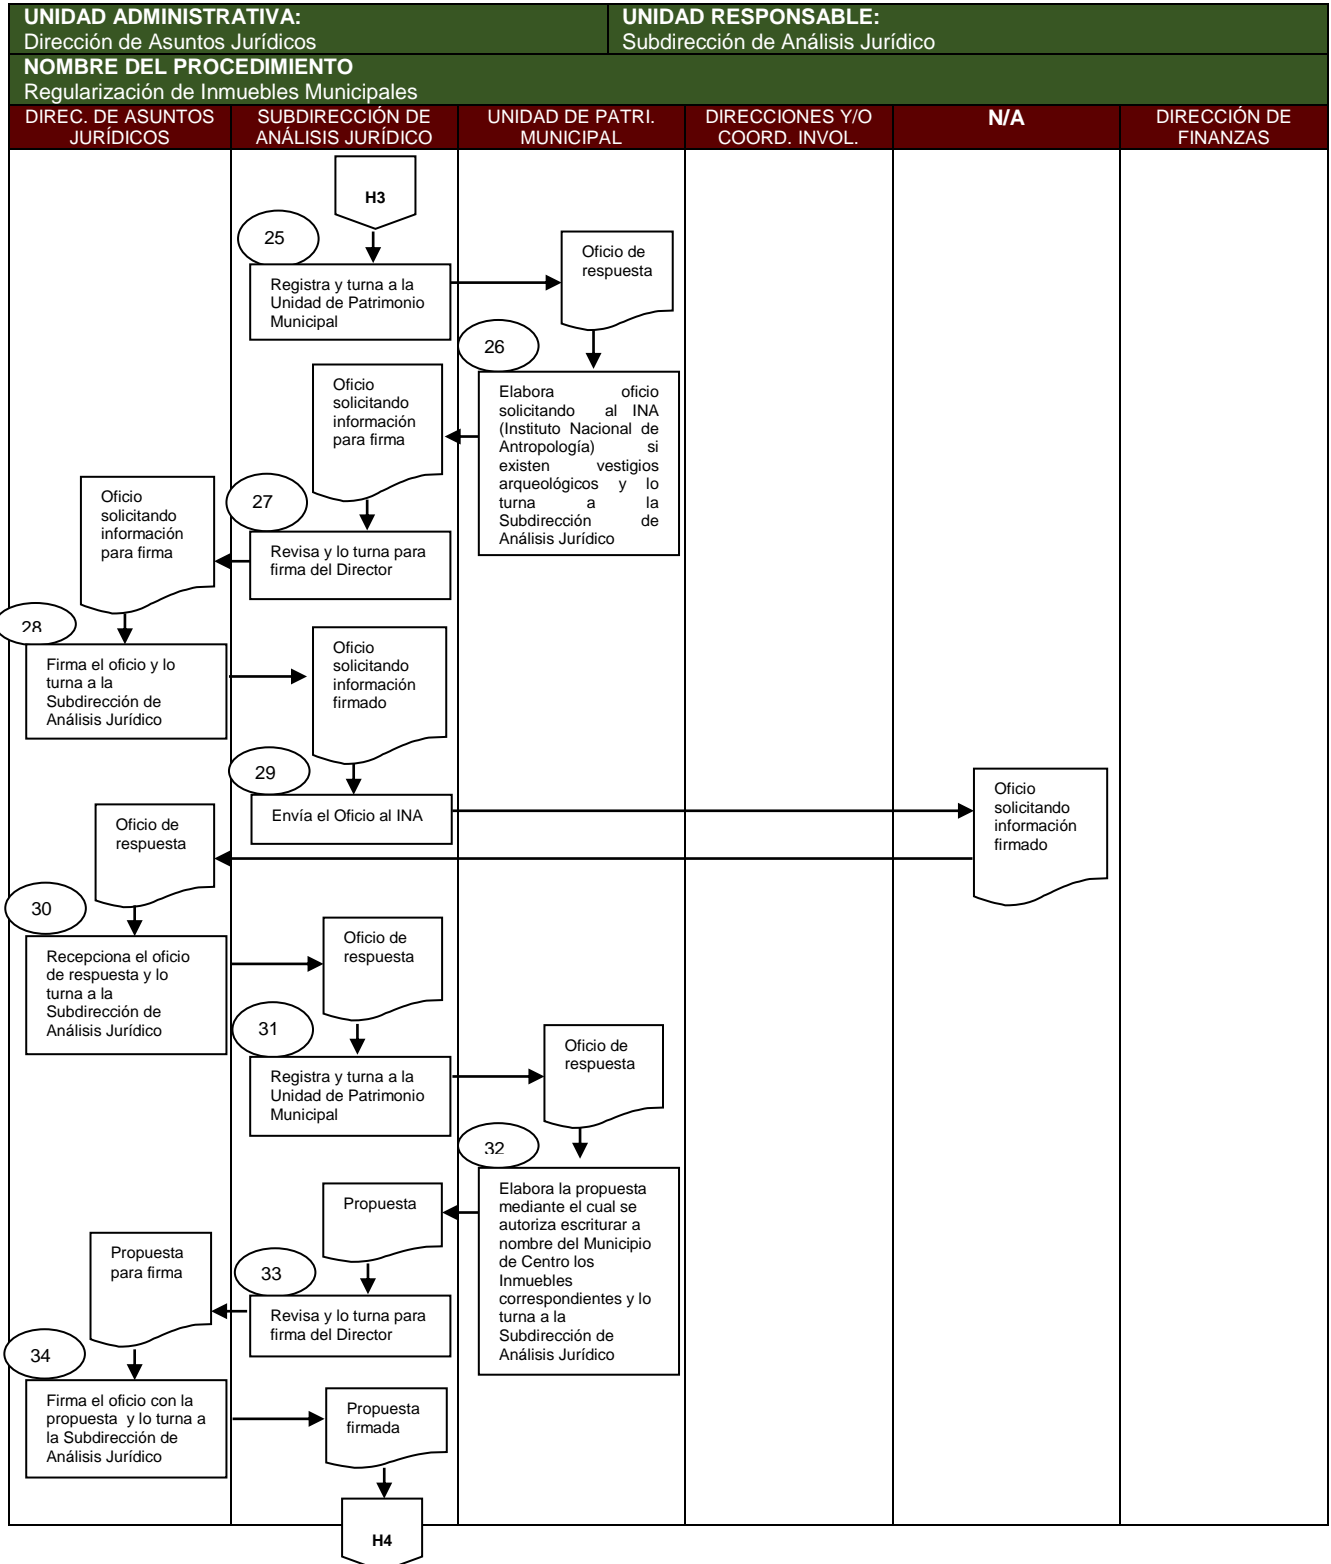 UNIDAD ADMINISTRATIVA:
Dirección de Asuntos Jurídicos
UNIDAD RESPONSABLE:
Subdirección de Análisis Jurídico
NOMBRE DEL PROCEDIMIENTO
Regularización de Inmuebles Municipales
DIREC. DE ASUNTOS
JURÍDICOS
SUBDIRECCIÓN DE
ANÁLISIS JURÍDICO
UNIDAD DE PATRI.
MUNICIPAL
DIRECCIONES Y/O
COORD. INVOL.
N/A
DIRECCIÓN DE
FINANZAS
H3
25
Registra y turna a la
Unidad de Patrimonio
Municipal
Oficio de
respuesta
26
Elabora oficio
solicitando al INA
(Instituto Nacional de
Antropología) si
existen vestigios
arqueológicos y lo
turna a la
Subdirección de
Análisis Jurídico
Oficio
solicitando
información
para firma
27
Revisa y lo turna para
firma del Director
Oficio
solicitando
información
para firma
28
Firma el oficio y lo
turna a la
Subdirección de
Análisis Jurídico
Oficio
solicitando
información
firmado
29
Envía el Oficio al INA
Oficio
solicitando
información
firmado
Oficio de
respuesta
30
Recepciona el oficio
de respuesta y lo
turna a la
Subdirección de
Análisis Jurídico
Oficio de
respuesta
31
Registra y turna a la
Unidad de Patrimonio
Municipal
Oficio de
respuesta
32
Elabora la propuesta
mediante el cual se
autoriza escriturar a
nombre del Municipio
de Centro los
Inmuebles
correspondientes y lo
turna a la
Subdirección de
Análisis Jurídico
Propuesta
33
Revisa y lo turna para
firma del Director
Propuesta
para firma
34
Firma el oficio con la
propuesta y lo turna a
la Subdirección de
Análisis Jurídico
Propuesta
firmada
H4